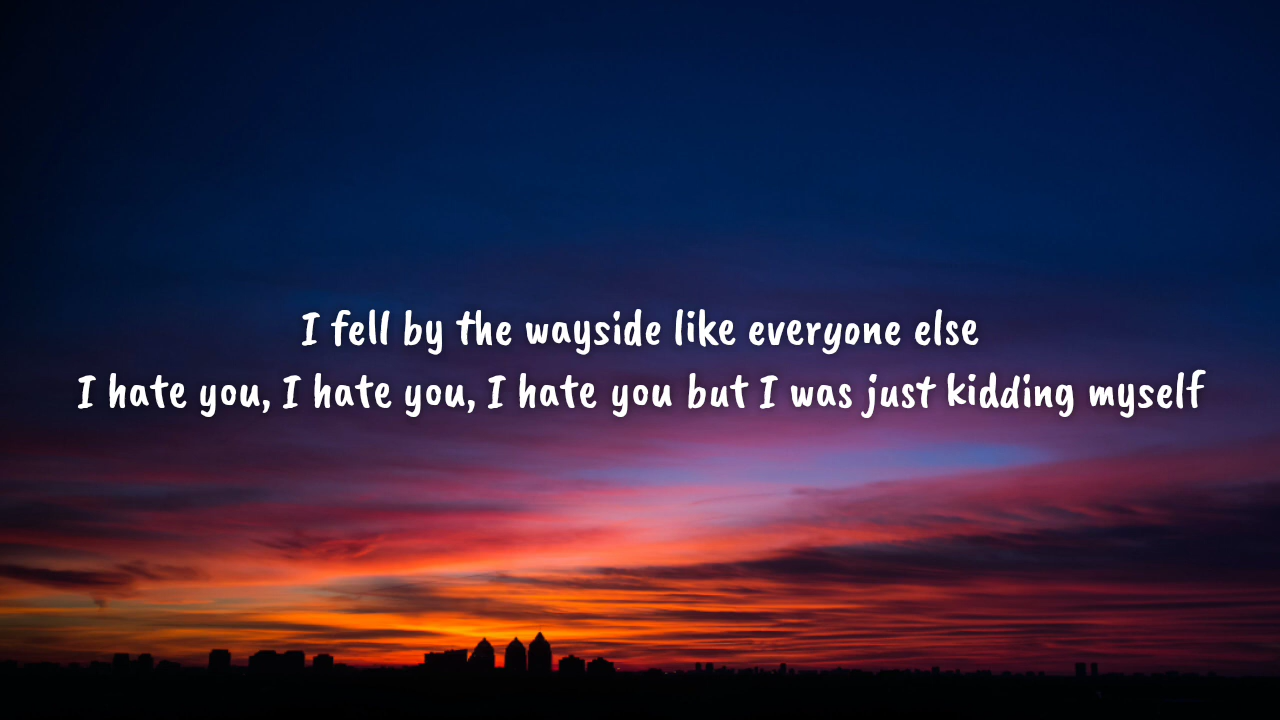 I fell by the wayside like everyone else
I hate you, I hate you, I hate you but I was just kidding myself